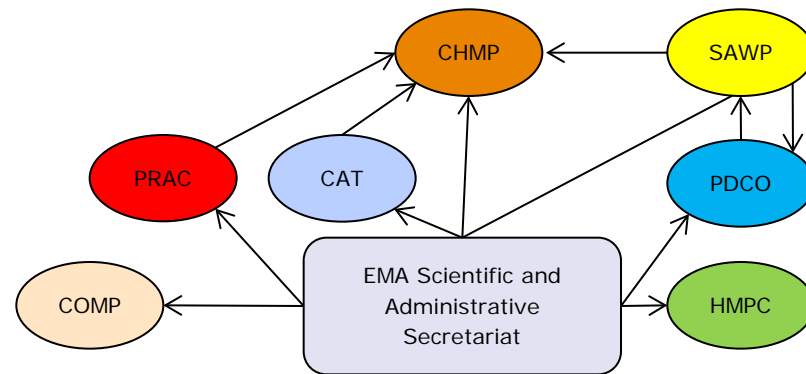 CHMP
SAWP
PRAC
CAT
PDCO
COMP
EMA Scientific and
Administrative
Secretariat
HMPC